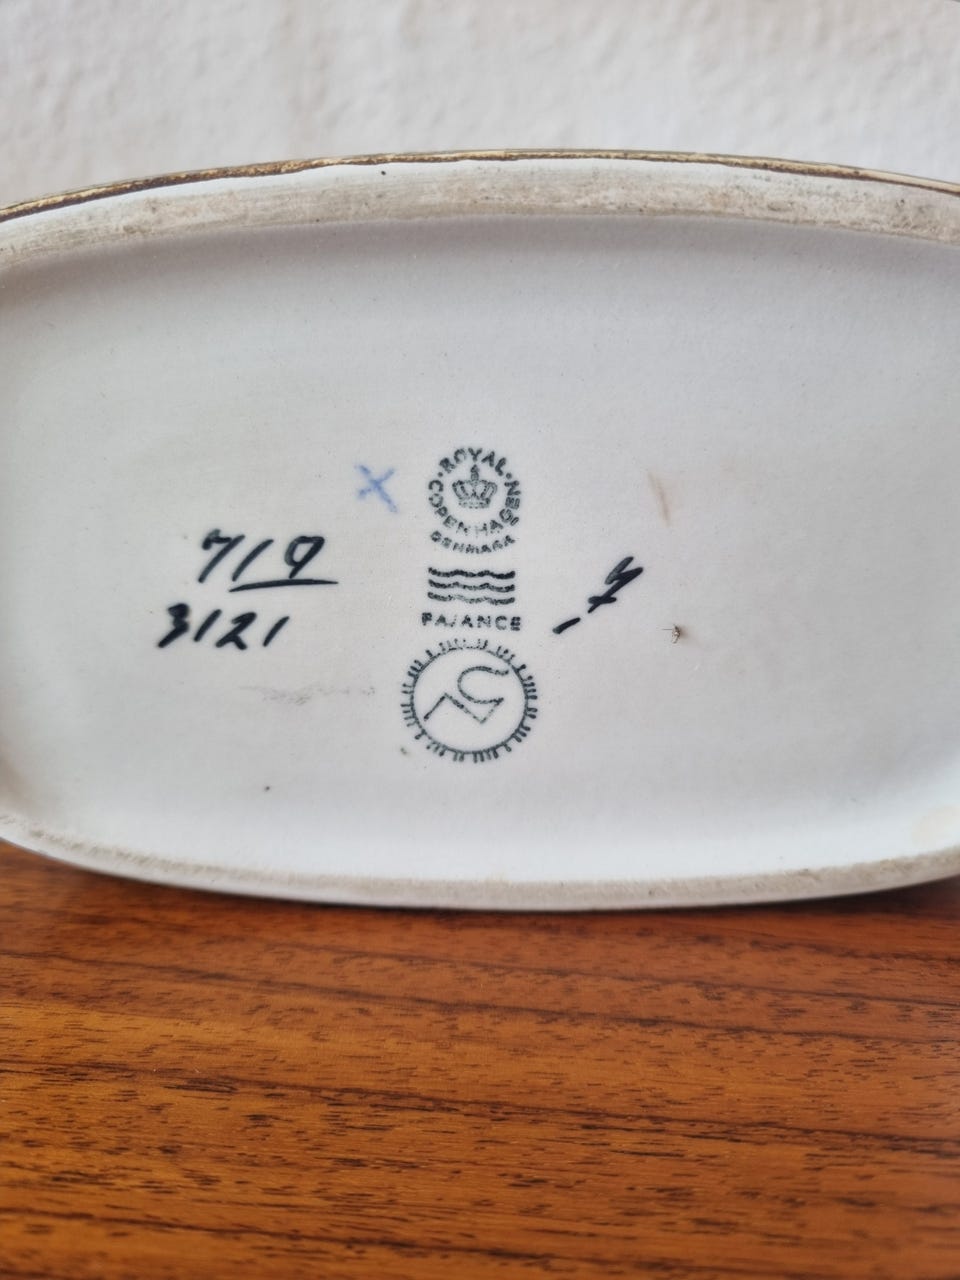 X
ROYAL COPENHAGEN
DENMARK
719
3121
FAJANCE